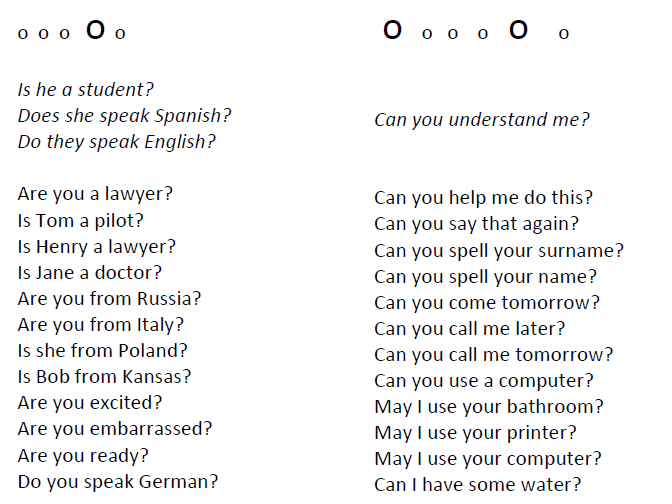 o o o O o
Is he a student?
Does she speak Spanish?
Do they speak English?
Are you a lawyer?
Is Tom a pilot?
Is Henry a lawyer?
Is Jane a doctor?
Are you from Russia?
Are you from Italy?
Is she from Poland?
Is Bob from Kansas?
Are you excited?
Are you embarrassed?
Are you ready?
Do you speak German?
O o o o O o
Can you understand me?
Can you help me do this?
Can you say that again?
Can you spell your surname?
Can you spell your name?
Can you come tomorrow?
Can you call me later?
Can you call me tomorrow?
Can you use a computer?
May I use your bathroom?
May I use your printer?
May I use your computer?
Can I have some water?